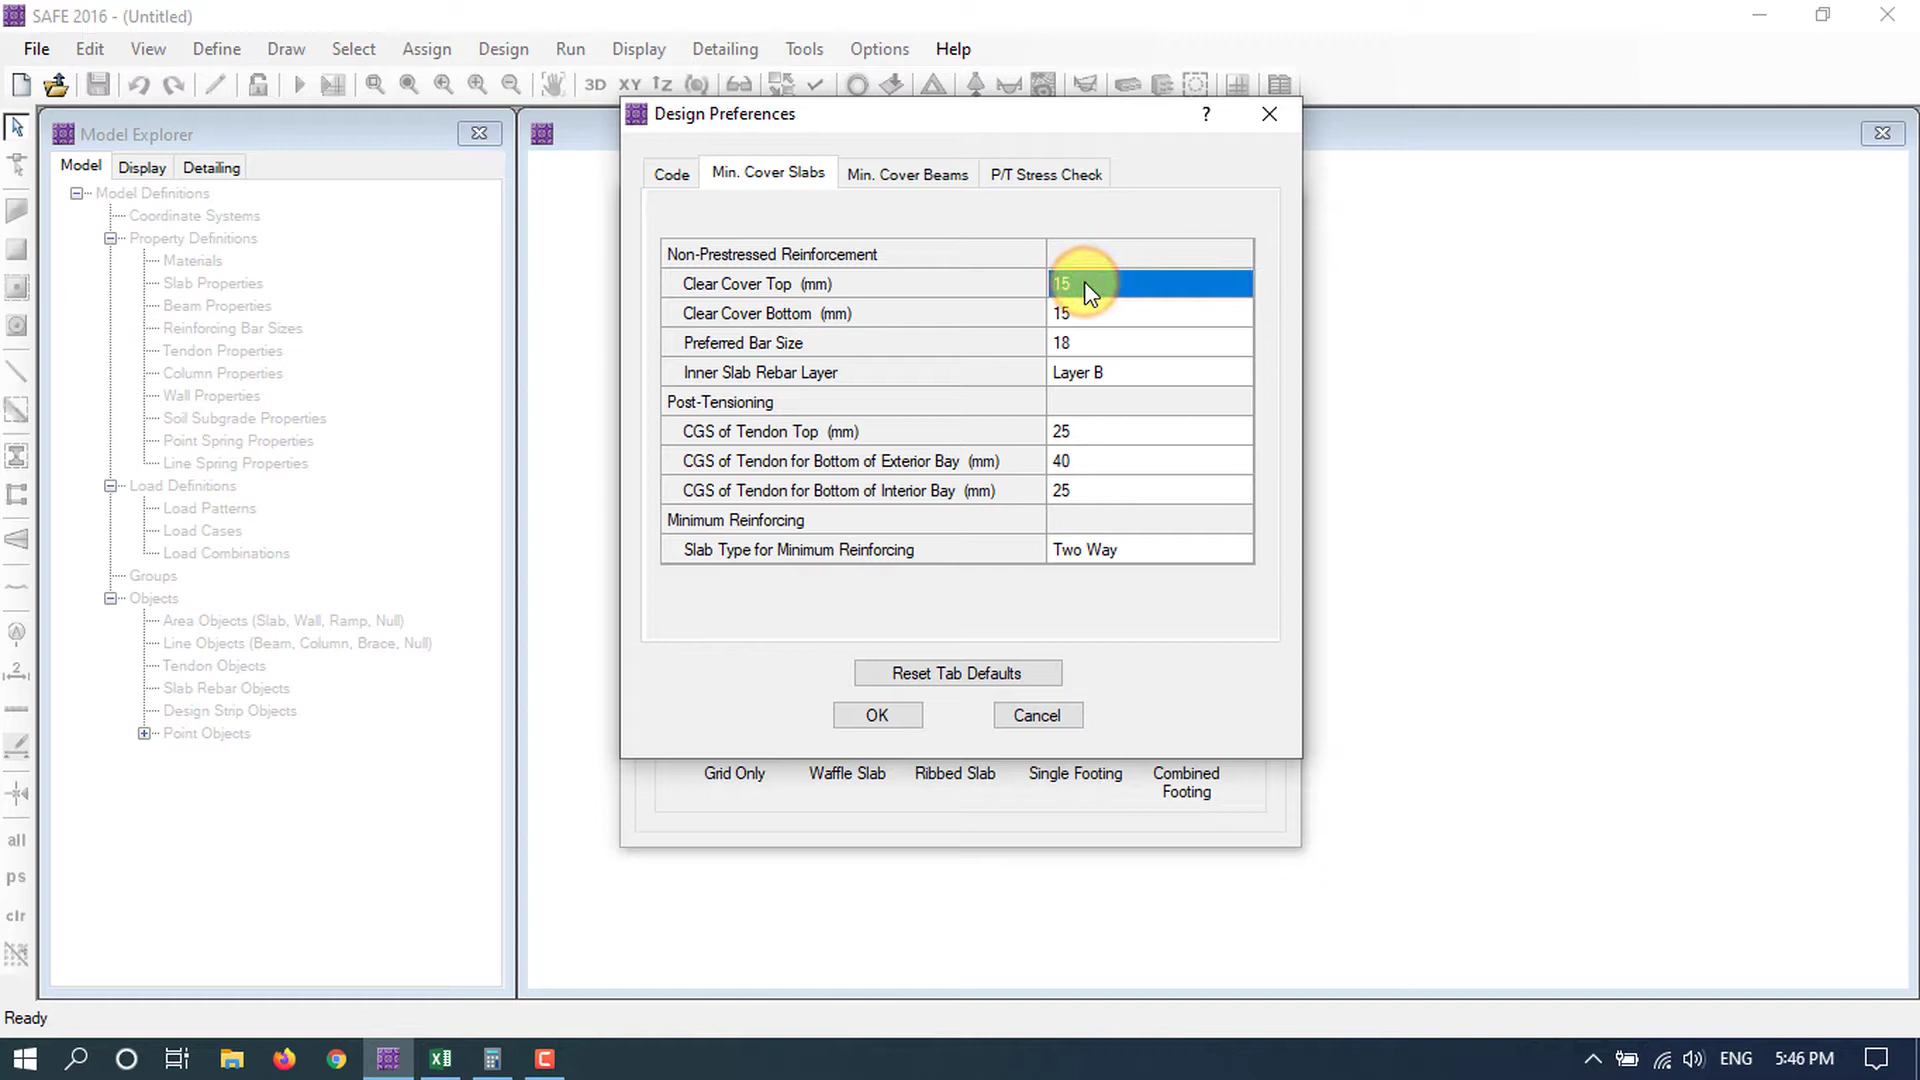 SAFE 2016 - (Untitled)
File Edit View Define Draw Select Assign Design Run Display Detailing Tools Options Help
3D XY
Model Explorer
Model Display Detailing
Model Definitions
Coordinate Systems
Property Definitions
Materials
Slab Properties
Beam Properties
Reinforcing Bar Sizes
Tendon Properties
Column Properties
Wall Properties
Soil Subgrade Properties
Point Spring Properties
Line Spring Properties
Load Definitions
Load Patterns
Load Cases
Load Combinations
Groups
Objects
Area Objects (Slab, Wall, Ramp, Null)
Line Objects (Beam, Column, Brace, Null)
Tendon Objects
Slab Rebar Objects
Design Strip Objects
Point Objects
all
ps
clr
Design Preferences ?
Code Min. Cover Slabs Min. Cover Beams P/T Stress Check
Non-Prestressed Reinforcement
Clear Cover Top (mm) 15
Clear Cover Bottom (mm) 15
Preferred Bar Size 18
Inner Slab Rebar Layer Layer B
Post-Tensioning
CGS of Tendon Top (mm) 25
CGS of Tendon for Bottom of Exterior Bay (mm) 40
CGS of Tendon for Bottom of Interior Bay (mm) 25
Minimum Reinforcing
Slab Type for Minimum Reinforcing Two Way
Reset Tab Defaults
OK Cancel
Grid Only Waffle Slab Ribbed Slab Single Footing Combined
Footing
Ready
ENG 5:46 PM